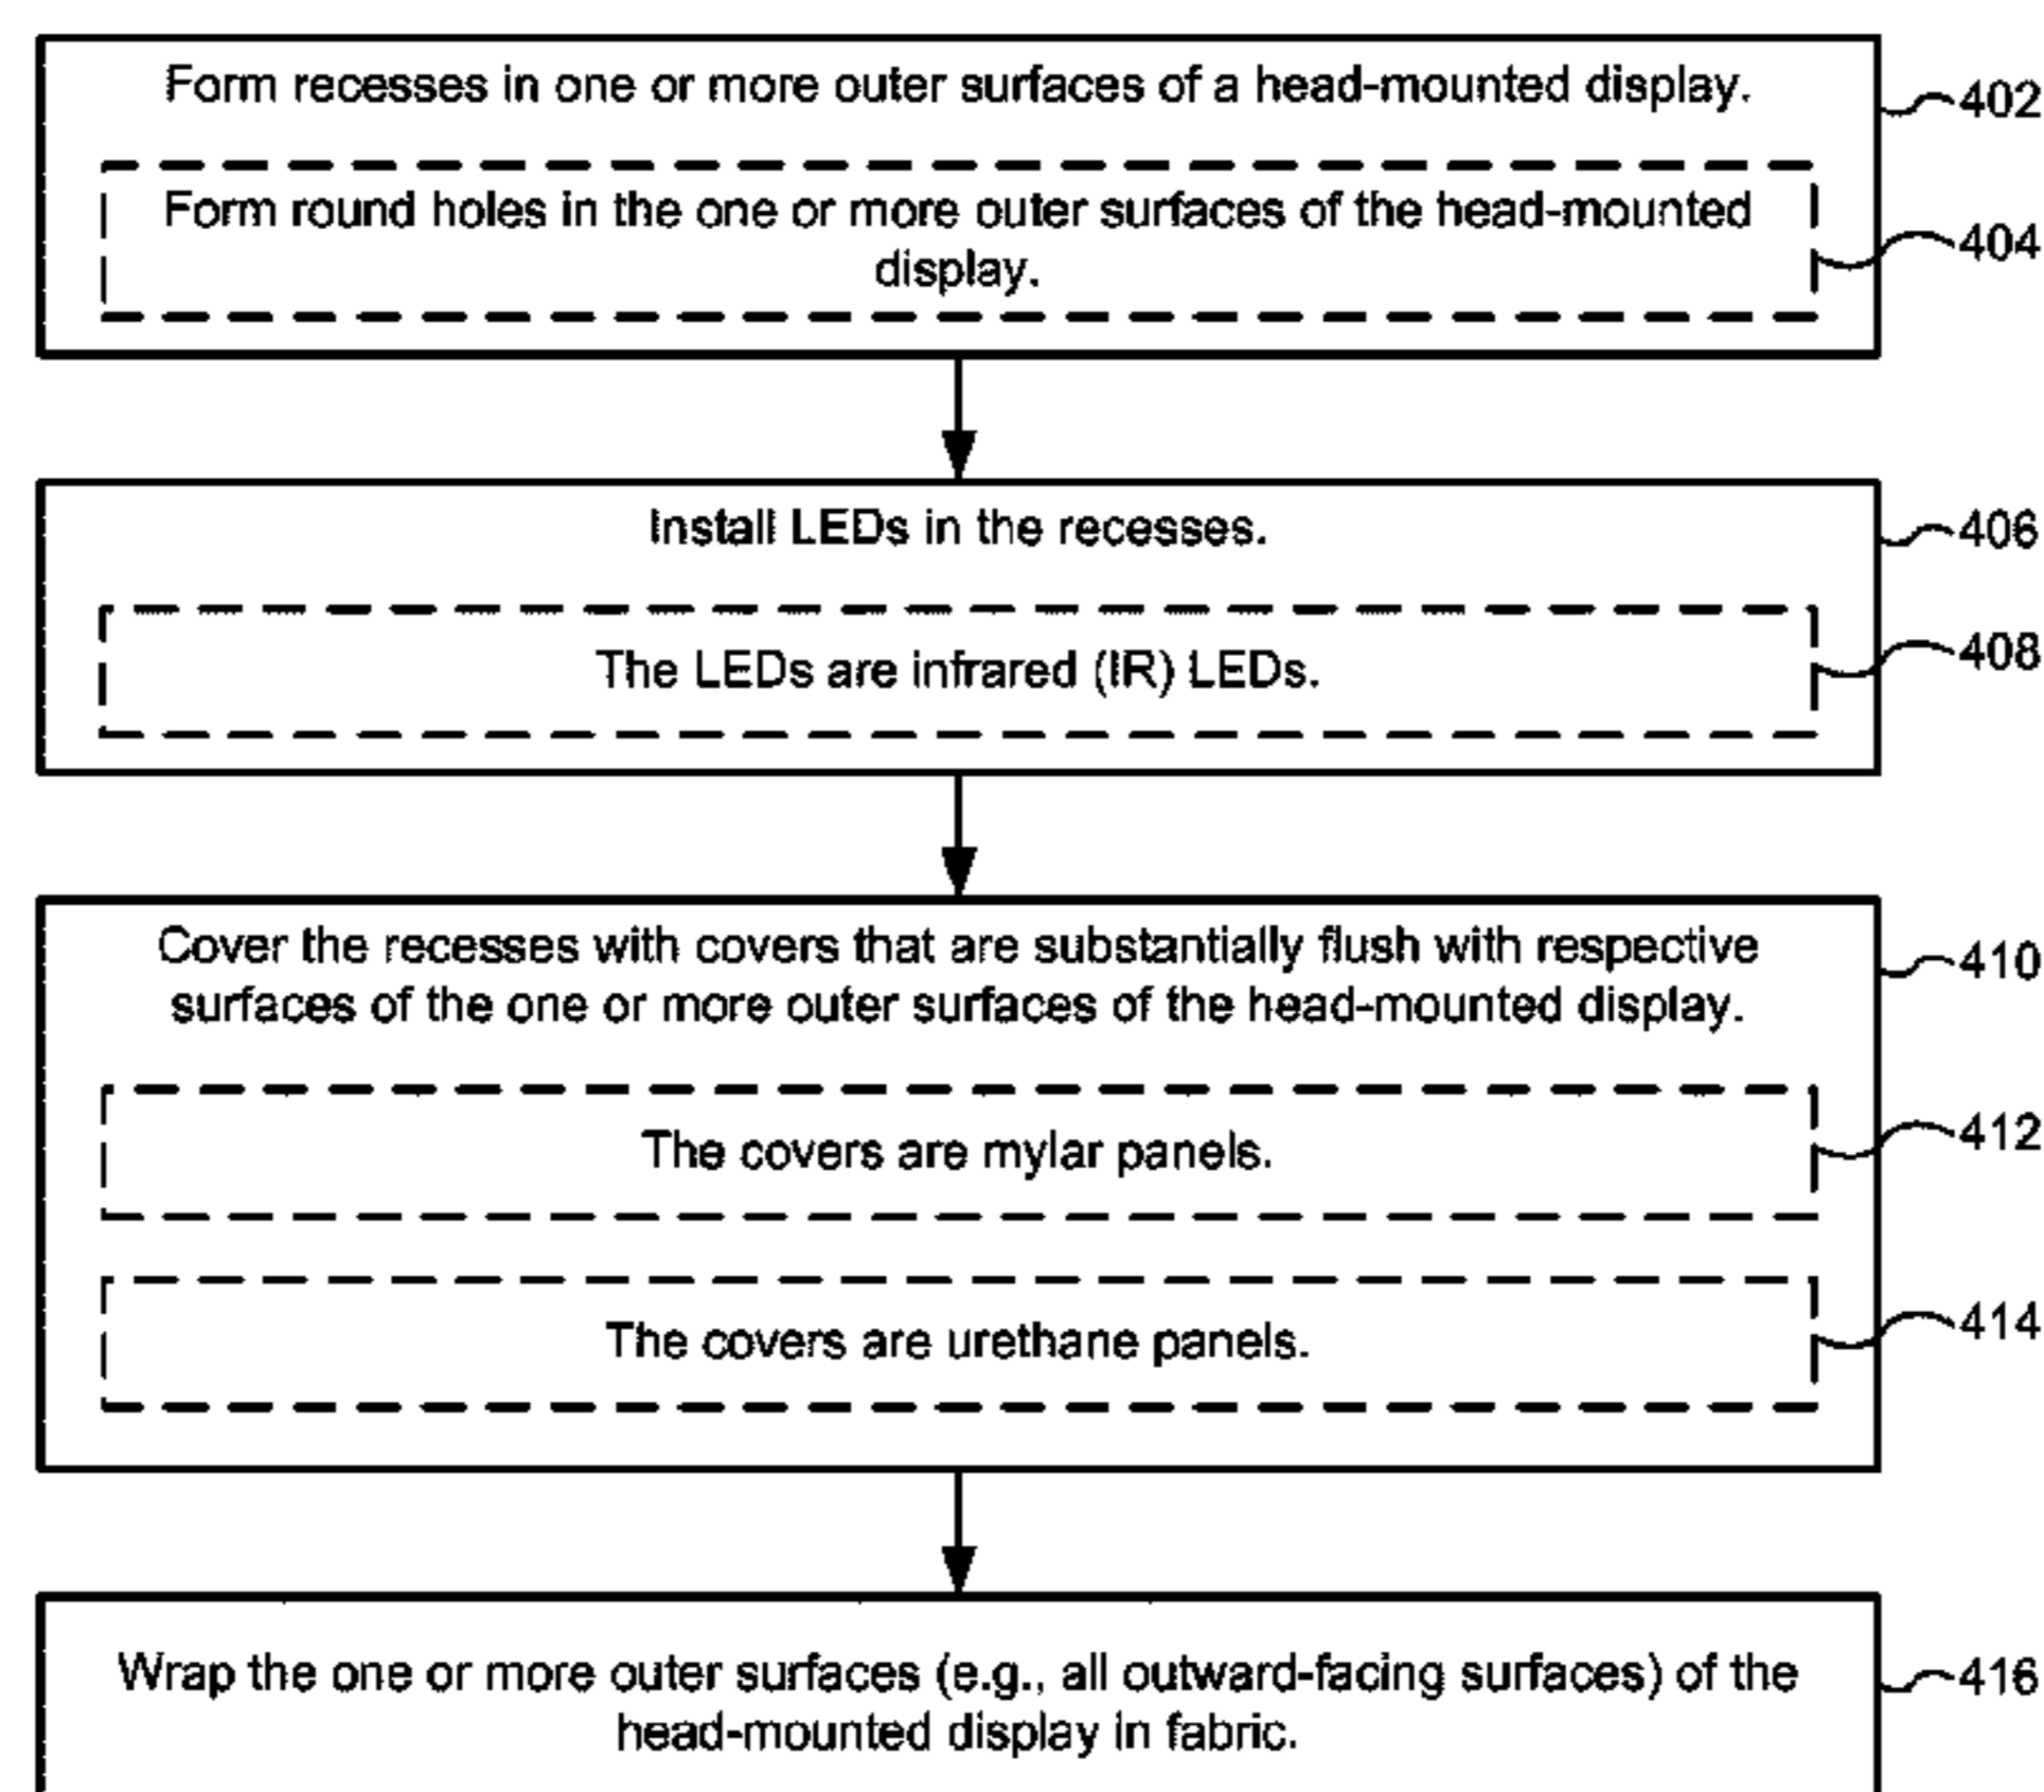 Form recesses in one or more outer surfaces of a head-mounted display.
402
Form round holes in the one or more outer surfaces of the head-mounted
display.
404
Install LEDs in the recesses.
406
The LEDs are infrared (IR) LEDs.
408
Cover the recesses with covers that are substantially flush with respective
surfaces of the one or more outer surfaces of the head-mounted display.
410
The covers are mylar panels.
412
The covers are urethane panels.
414
Wrap the one or more outer surfaces (e.g., all outward-facing surfaces) of the
head-mounted display in fabric.
416